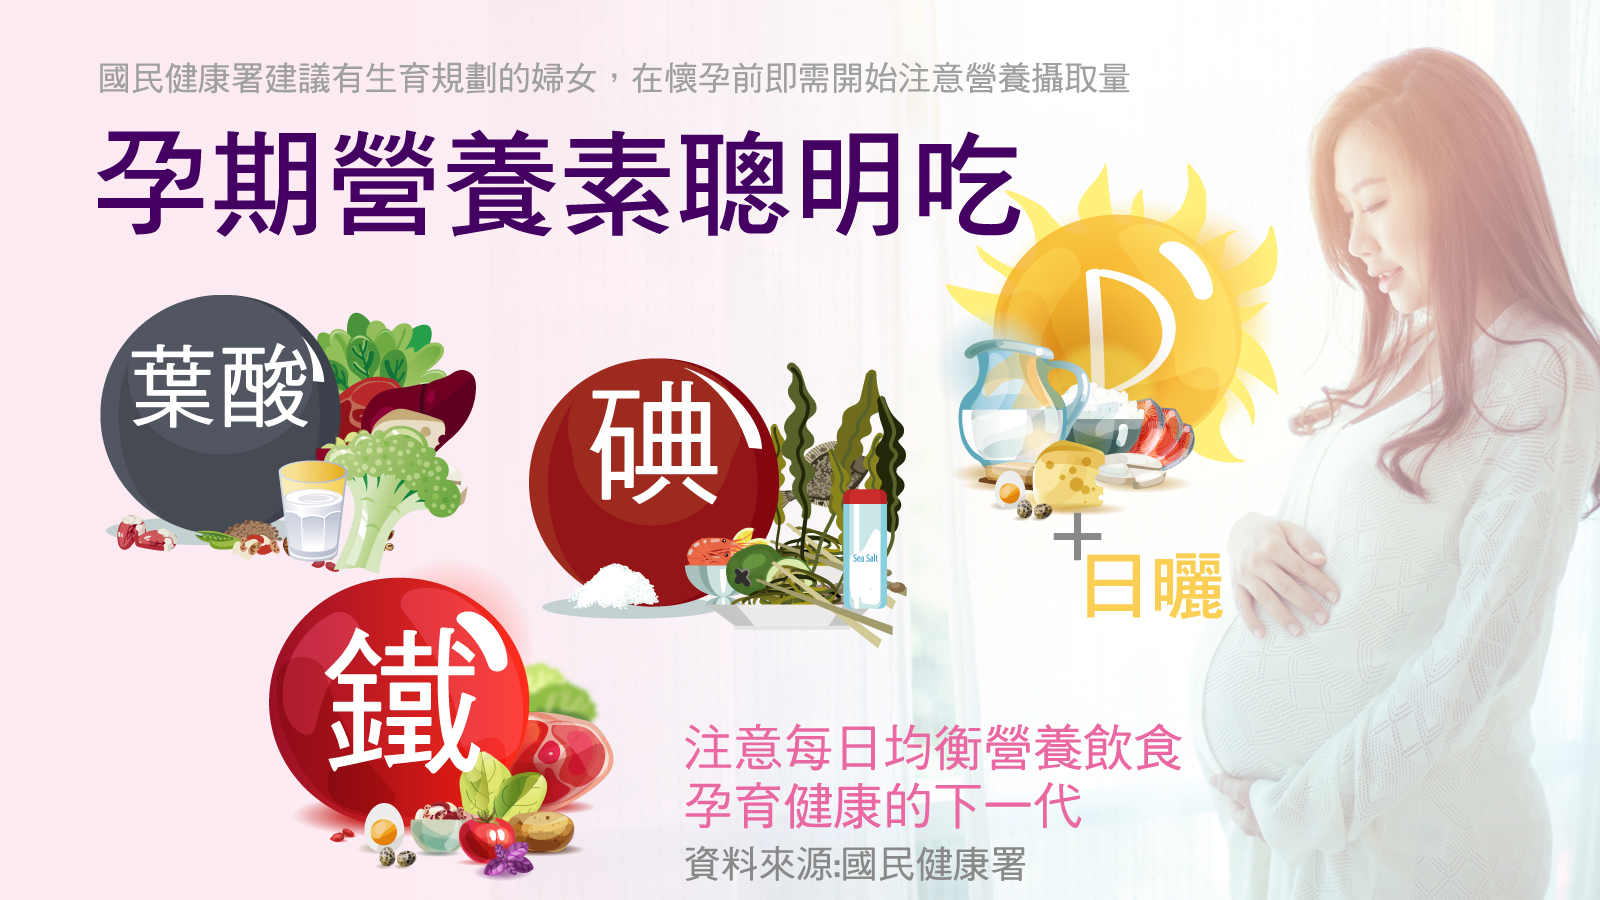 國民健康署建議有生育規劃的婦女，在懷孕前即需開始注意營養攝取量
孕期營養素聰明吃
葉酸
碘
D
Sea Salt
+
日曬
鐵
注意每日均衡營養飲食
孕育健康的下一代
資料來源:國民健康署